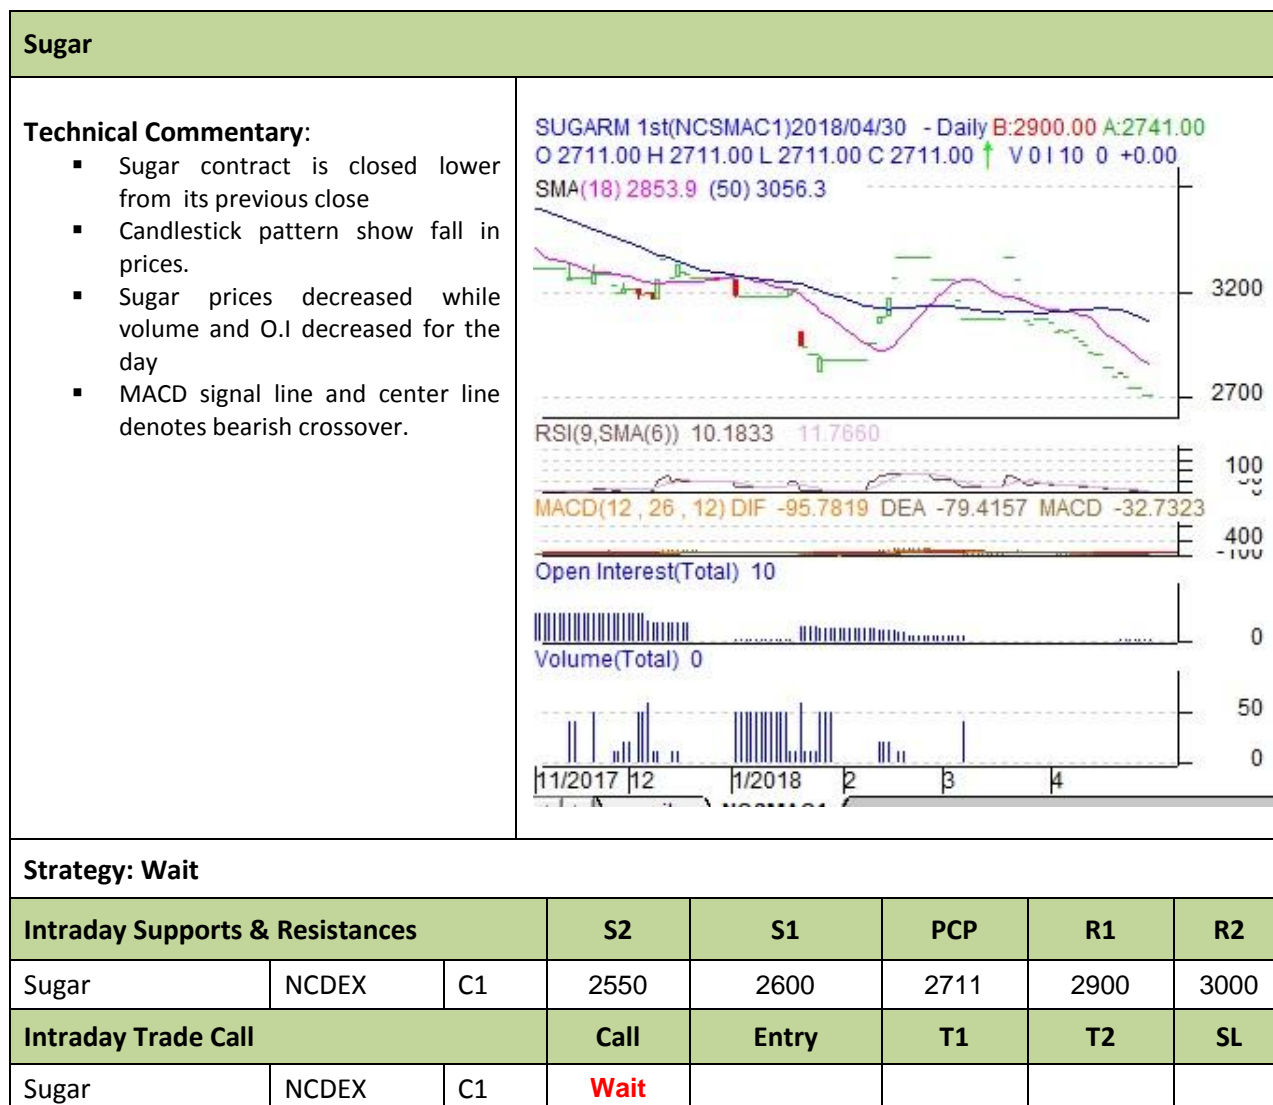 Sugar
Technical Commentary:
▪ Sugar contract is closed lower
from its previous close
▪ Candlestick pattern show fall in
prices.
▪ Sugar prices decreased while
volume and O.I decreased for the
day
▪ MACD signal line and center line
denotes bearish crossover.
SUGARM 1st(NCSMAC1)2018/04/30 - Daily B:2900.00 A:2741.00
O 2711.00 H 2711.00 L 2711.00 C 2711.00 ↑ V 0 I 10 0 +0.00
SMA(18) 2853.9 (50) 3056.3
3200
2700
RSI(9,SMA(6)) 10.1833 11.7660
100
MACD(12 , 26 , 12) DIF -95.7819 DEA -79.4157 MACD -32.7323
400
-100
Open Interest(Total) 10
0
Volume(Total) 0
50
0
11/2017 12 1/2018 2 3 4
Strategy: Wait
Intraday Supports & Resistances S2 S1 PCP R1 R2
Sugar NCDEX C1 2550 2600 2711 2900 3000
Intraday Trade Call Call Entry T1 T2 SL
Sugar NCDEX C1 Wait